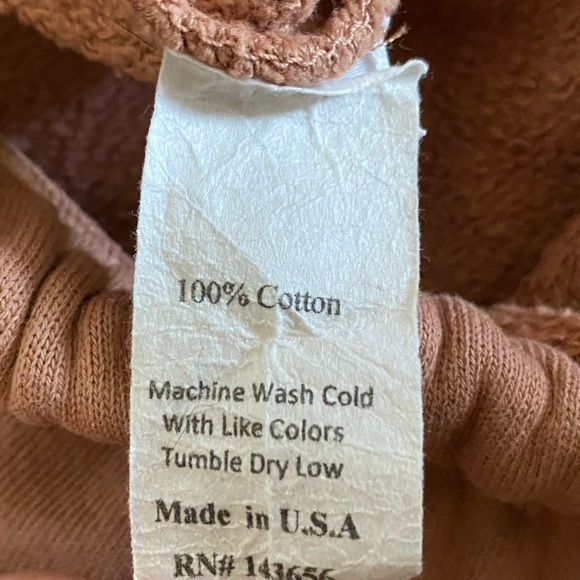 100% Cotton
Machine Wash Cold
With Like Colors
Tumble Dry Low
Made in U.S.A
RN# 143656